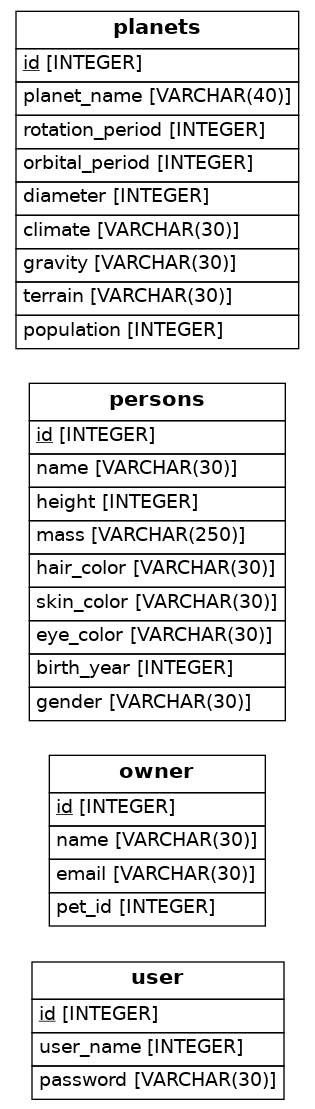 planets
id [INTEGER]
planet_name [VARCHAR(40)]
rotation_period [INTEGER]
orbital_period [INTEGER]
diameter [INTEGER]
climate [VARCHAR(30)]
gravity [VARCHAR(30)]
terrain [VARCHAR(30)]
population [INTEGER]
persons
id [INTEGER]
name [VARCHAR(30)]
height [INTEGER]
mass [VARCHAR(250)]
hair_color [VARCHAR(30)]
skin_color [VARCHAR(30)]
eye_color [VARCHAR(30)]
birth_year [INTEGER]
gender [VARCHAR(30)]
owner
id [INTEGER]
name [VARCHAR(30)]
email [VARCHAR(30)]
pet_id [INTEGER]
user
id [INTEGER]
user_name [INTEGER]
password [VARCHAR(30)]